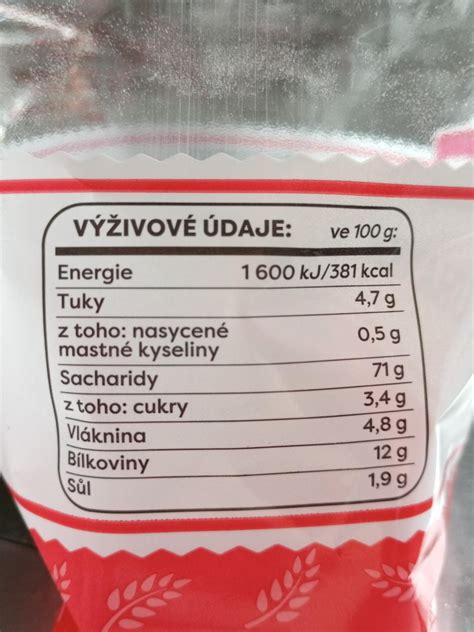 VÝŽIVOVÉ ÚDAJE: ve 100 g:
Energie 1 600 kJ/381 kcal
Tuky 4,7 g
z toho: nasycené
mastné kyseliny 0,5 g
Sacharidy 71 g
z toho: cukry 3,4 g
Vláknina 4,8 g
Bílkoviny 12 g
Sůl 1,9 g